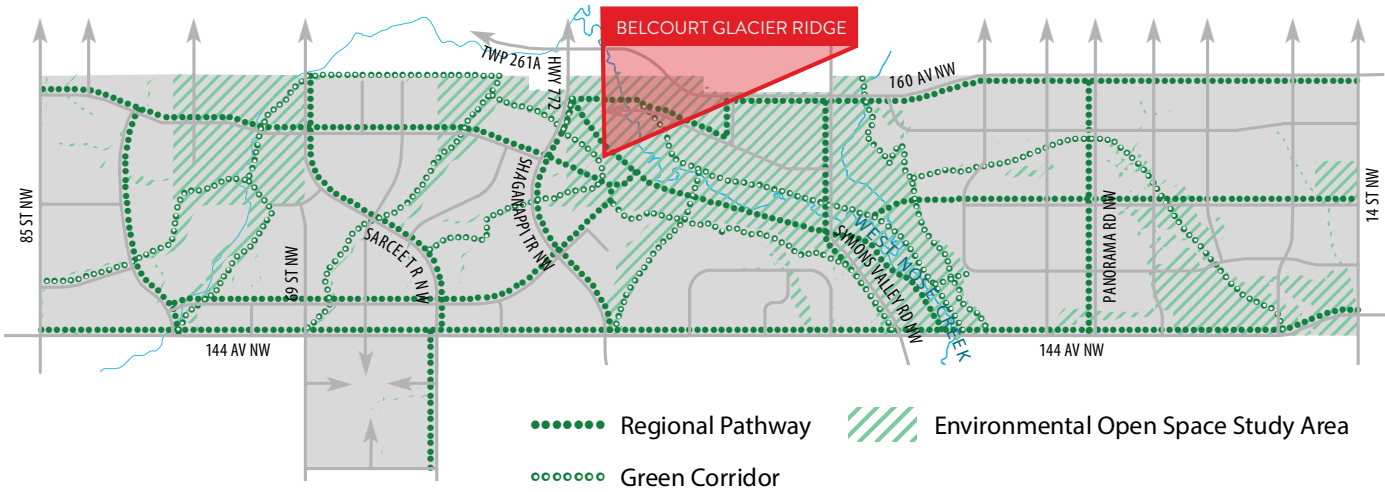 BELCOURT GLACIER RIDGE
TWP 261A
HWY 772
160 AV NW
85 ST NW
SHAGANAPPI TR NW
14 ST NW
SARCEE TR NW
69 ST NW
WEST NOSE CREEK
SYMONS VALLEY RD NW
PANORAMA RD NW
144 AV NW
144 AV NW
Regional Pathway
Environmental Open Space Study Area
Green Corridor